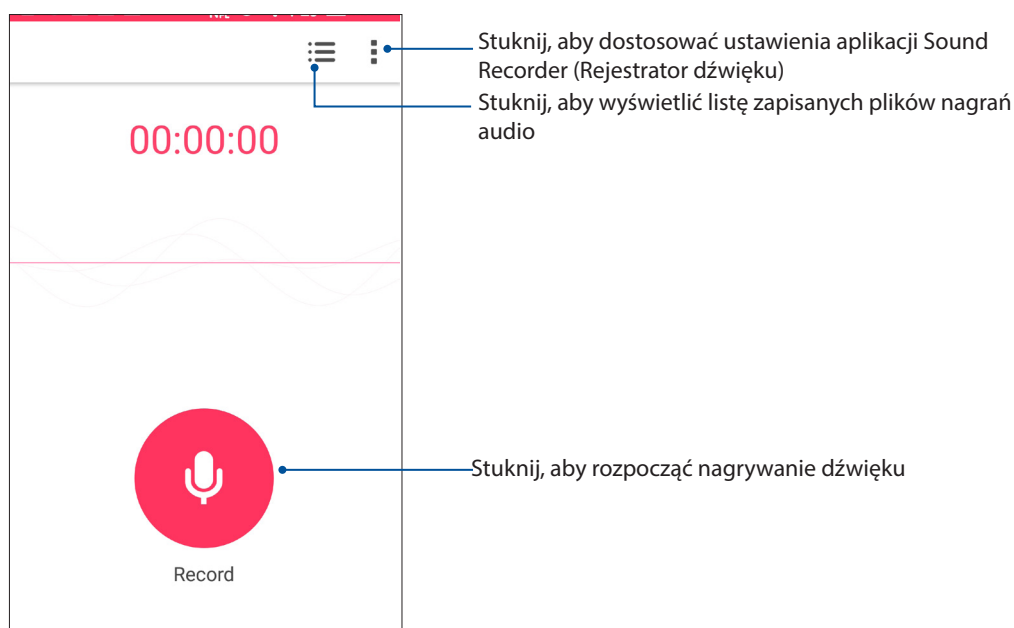 Stuknij, aby dostosować ustawienia aplikacji Sound
Recorder (Rejestrator dźwięku)
Stuknij, aby wyświetlić listę zapisanych plików nagrań
audio
00:00:00
Stuknij, aby rozpocząć nagrywanie dźwięku
Record